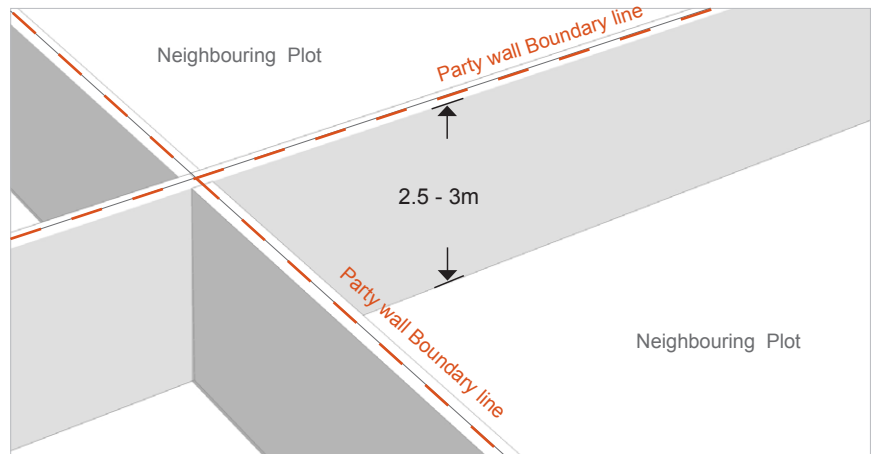 Neighbouring Plot
Party wall Boundary line
2.5 - 3m
Party wall Boundary line
Neighbouring Plot